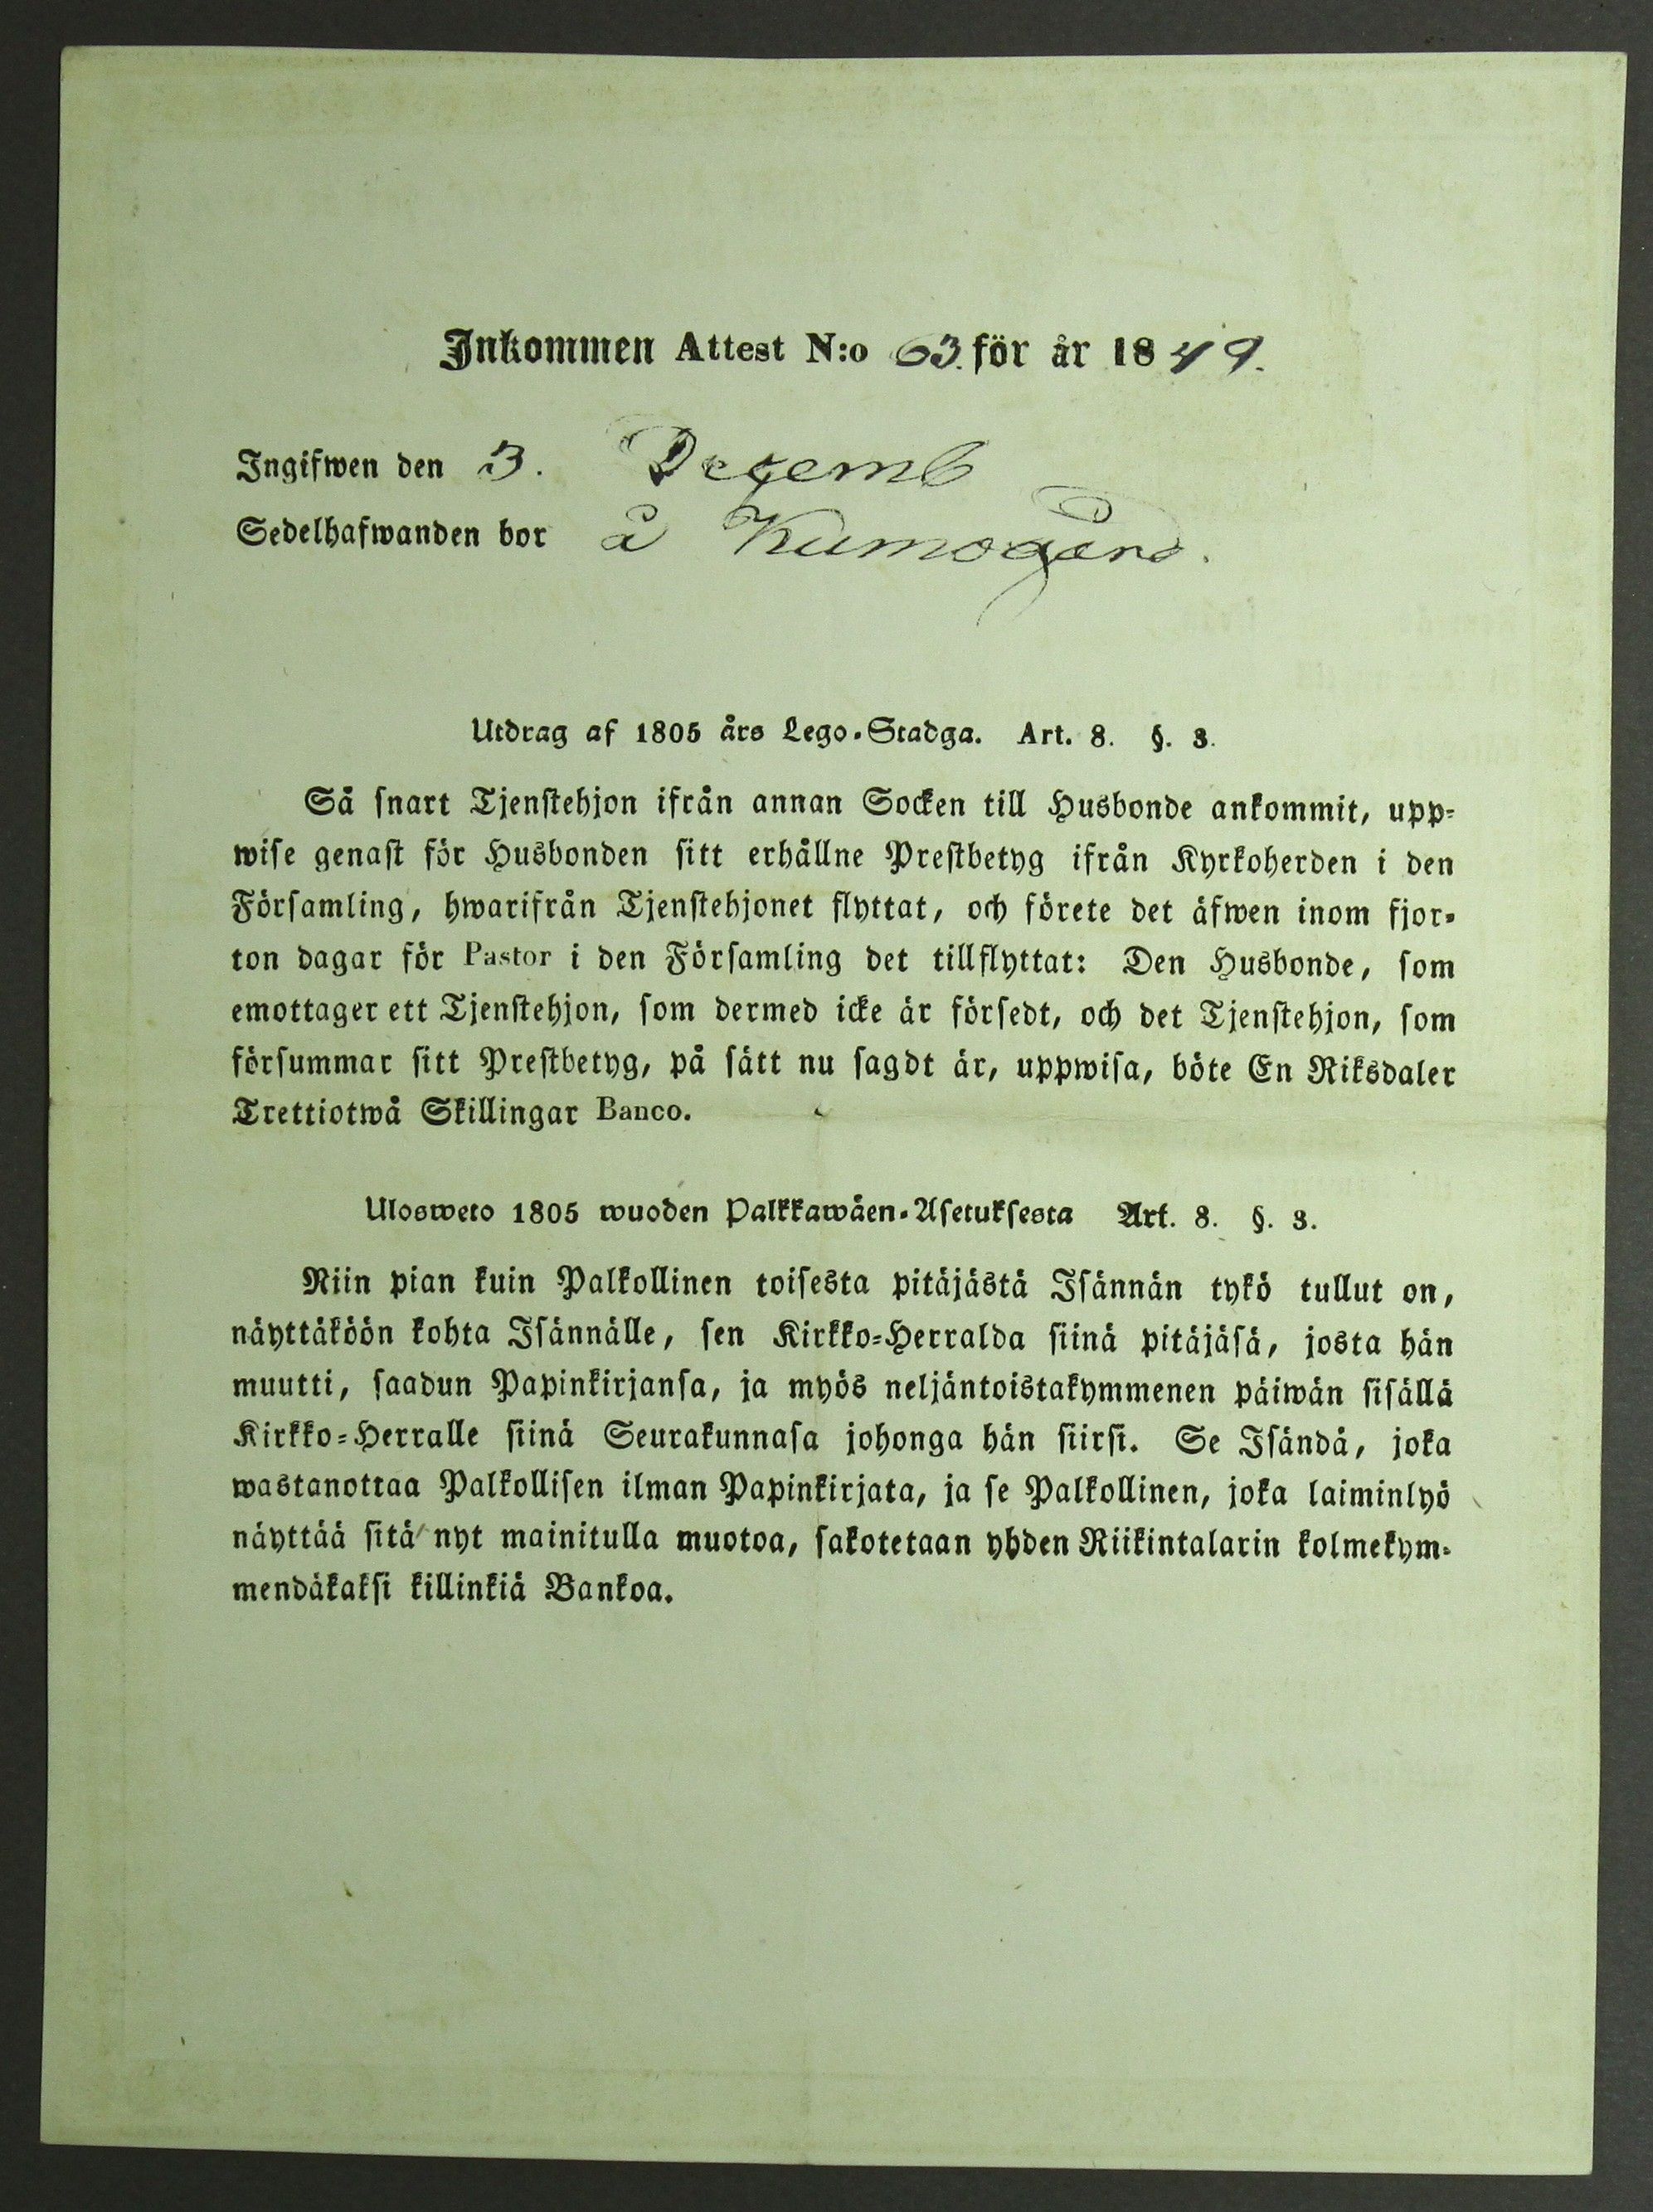 Inkommen Attest N:o 63. för år 1849.
Ingifwen den 3. Decemb
Sedelhafwanden bor å Kumogård.
Utdrag af 1805 års Lego-Stadga. Art. 8. §. 3.
Så snart Tjenstehjon ifrån annan Socken till Husbonde ankommit, upp-
wise genast för Husbonden sitt erhållne Prestbetyg ifrån Kyrkoherden i den
Församling, hwarifrån Tjenstehjonet flyttat, och förete det äfwen inom fjor-
ton dagar för Pastor i den Församling det tillflyttat: Den Husbonde, som
emottager ett Tjenstehjon, som dermed icke är försedt, och det Tjenstehjon, som
försummar sitt Prestbetyg, på sätt nu sagdt är, uppwisa, böte En Riksdaler
Trettiotwå Skillingar Banco.
Ulosweto 1805 wuoden Palkkawäen-Asetuksesta Art. 8. §. 3.
Niin pian kuin Palkollinen toisesta pitäjästä Isännän tykö tullut on,
näyttäköön kohta Isännälle, sen Kirkko-Herralda siinä pitäjäsä, josta hän
muutti, saadun Papinkirjansa, ja myös neljäntoistakymmenen päiwän sisällä
Kirkko-Herralle siinä Seurakunnasa johonga hän siirsi. Se Isändä, joka
wastanottaa Palkollisen ilman Papinkirjata, ja se Palkollinen, joka laiminlyö
näyttää sitä nyt mainitulla muotoa, sakotetaan yhden Riikintalarin kolmekym-
mendäkaksi killinkiä Bankoa.